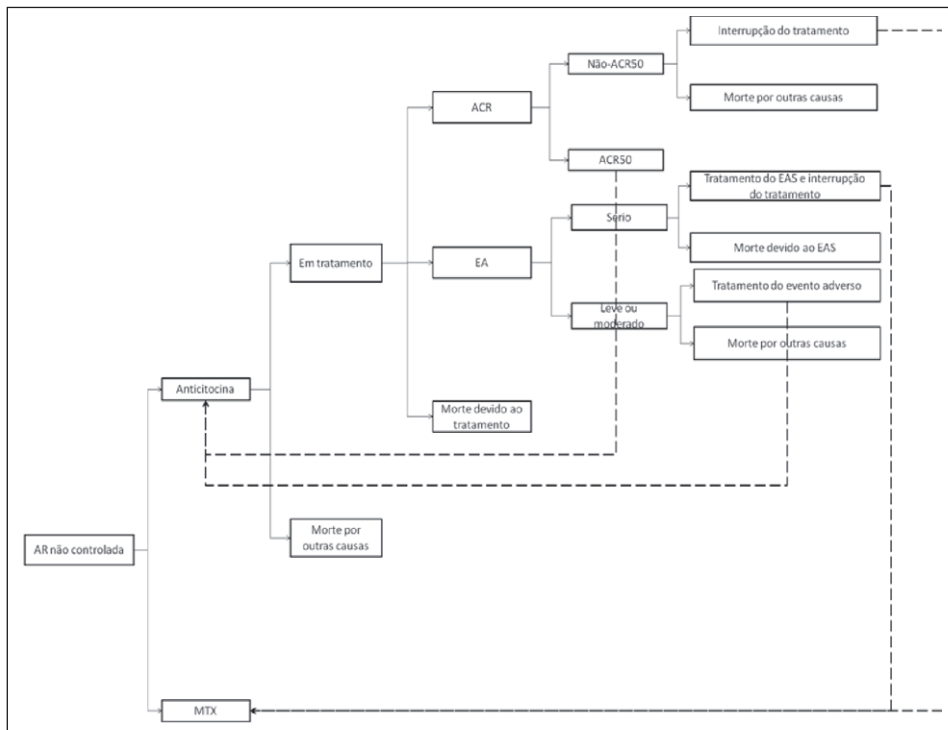 Interrupção do tratamento
Não-ACR50
Morte por outras causas
ACR
ACR50
Tratamento do EAS e interrupção
do tratamento
Sério
Morte devido ao EAS
Em tratamento
EA
Tratamento do evento adverso
Leve ou
moderado
Morte por outras causas
Anticitocina
Morte devido ao
tratamento
Morte por
outras causas
AR não controlada
MTX